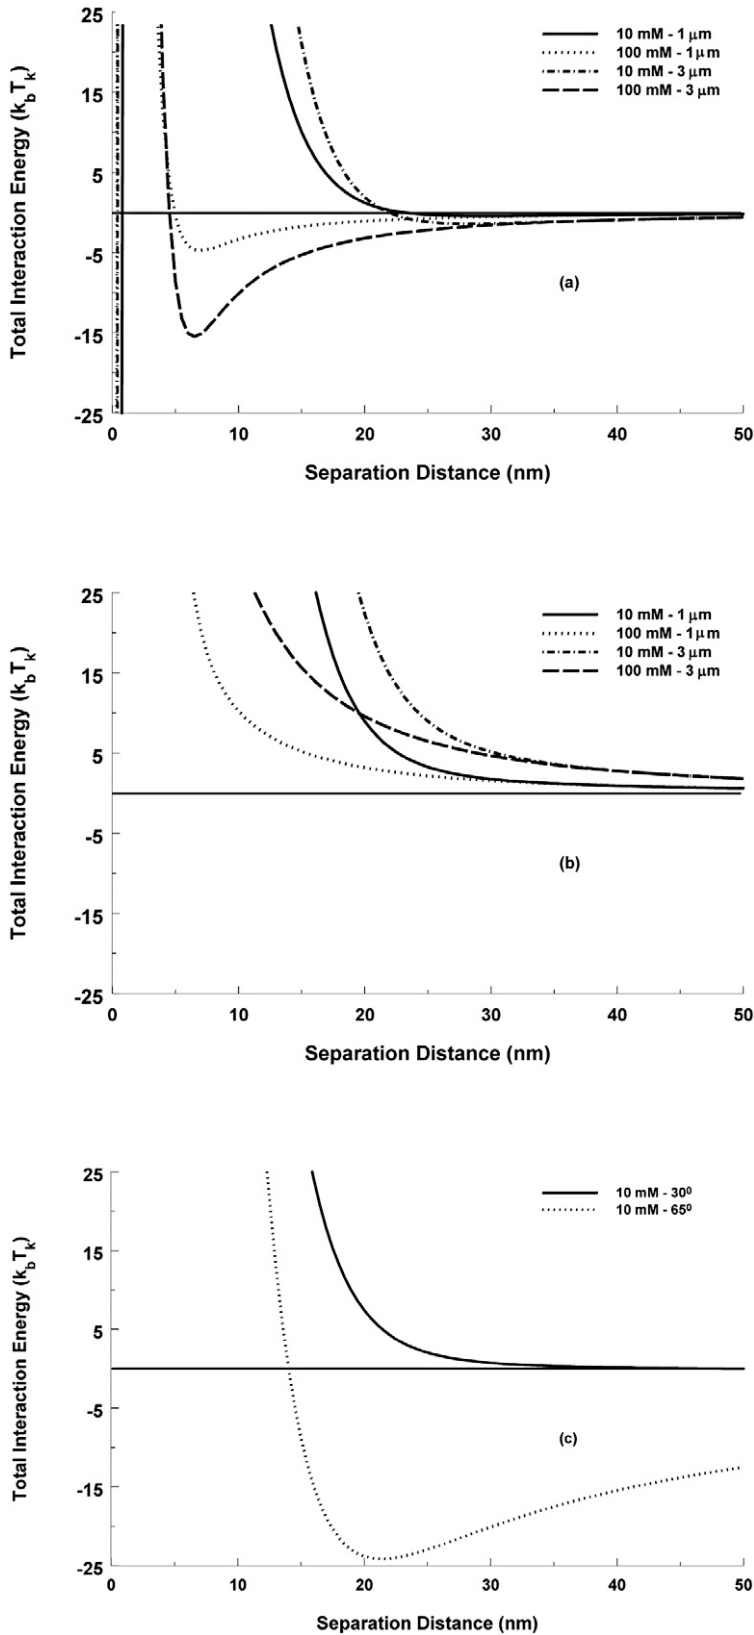 25
15
5
-5
-15
-25
Total Interaction Energy (kbTk)
10 mM - 1 μm
100 mM - 1 μm
10 mM - 3 μm
100 mM - 3 μm
(a)
0 10 20 30 40 50
Separation Distance (nm)
25
15
5
-5
-15
-25
Total Interaction Energy (kbTk)
10 mM - 1 μm
100 mM - 1 μm
10 mM - 3 μm
100 mM - 3 μm
(b)
0 10 20 30 40 50
Separation Distance (nm)
25
15
5
-5
-15
-25
Total Interaction Energy (kbTk)
10 mM - 30⁰
10 mM - 65⁰
(c)
0 10 20 30 40 50
Separation Distance (nm)